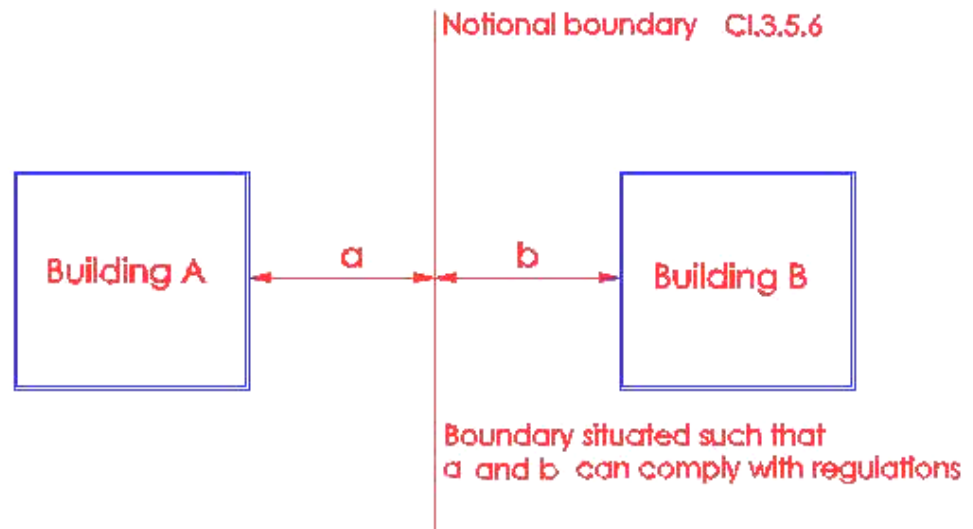 Notional boundary Cl.3.5.6
a
b
Building A
Building B
Boundary situated such that
a and b can comply with regulations